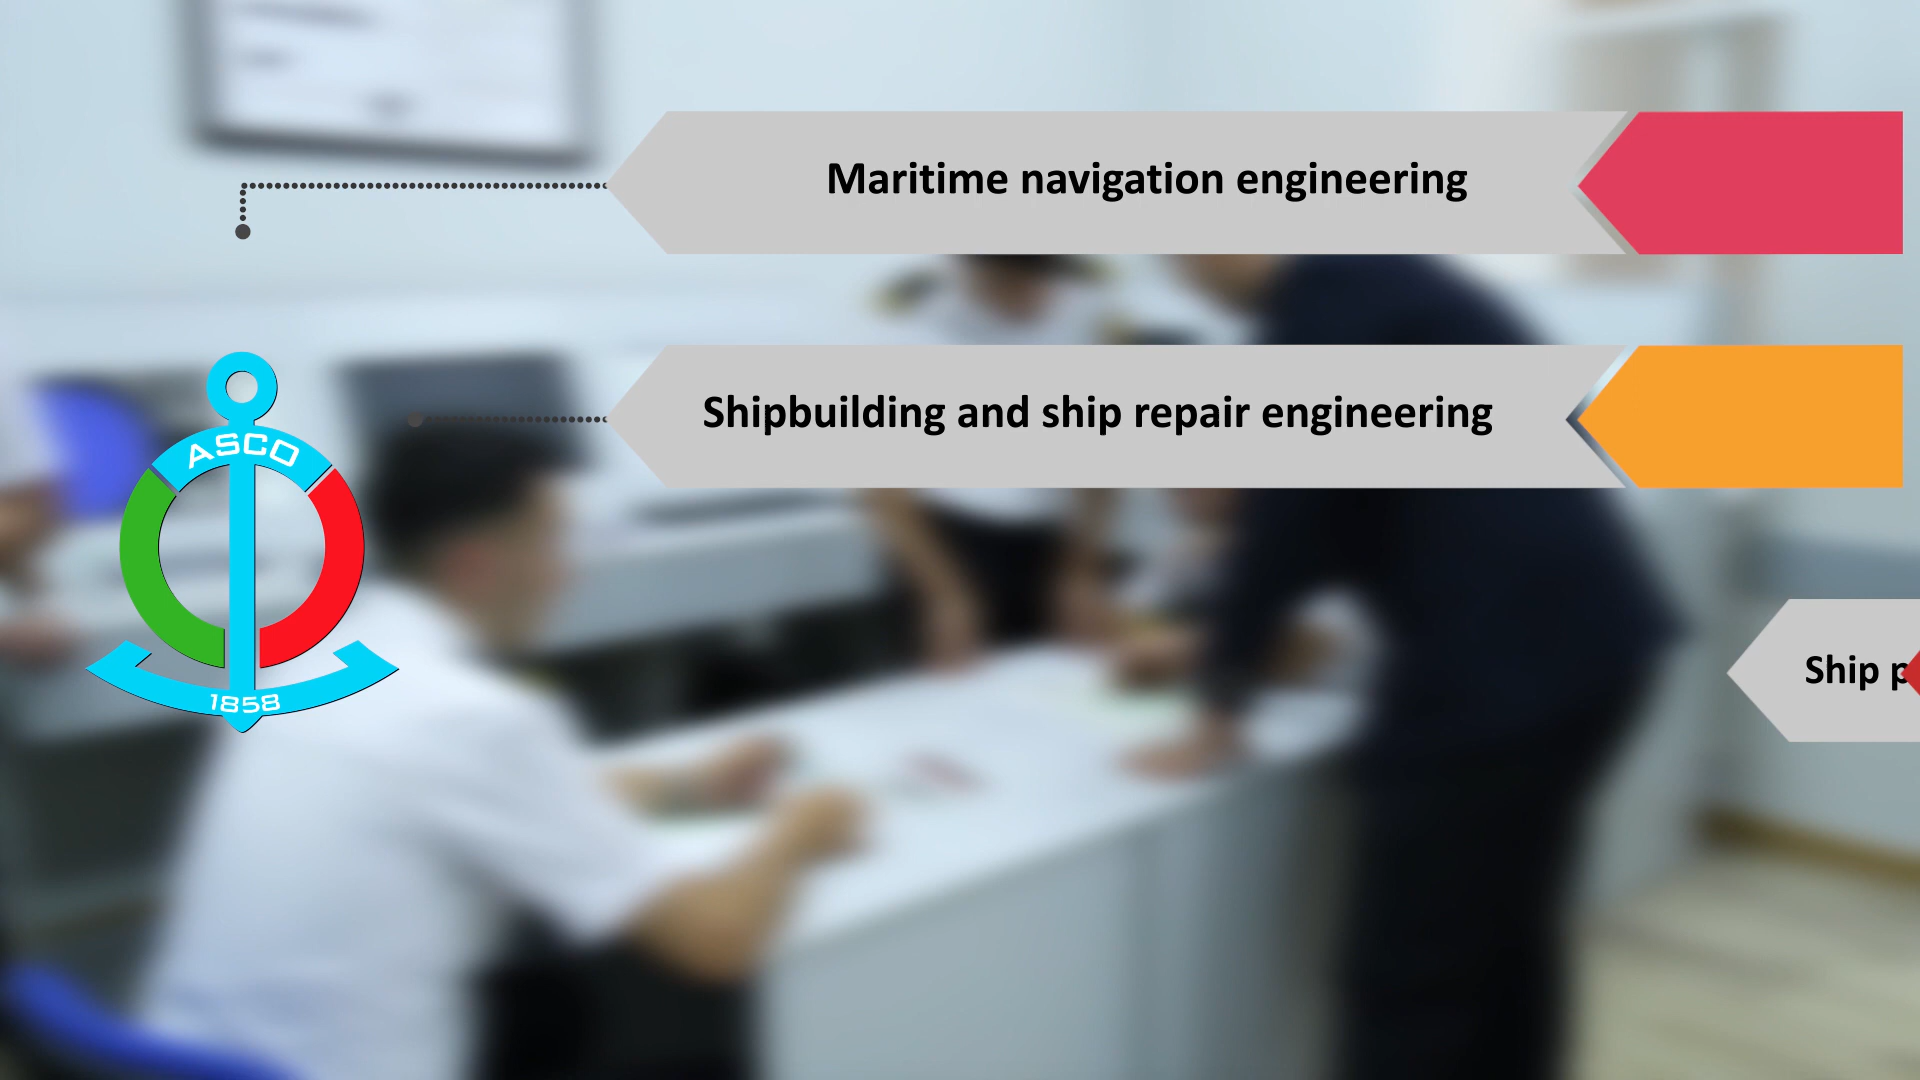 Maritime navigation engineering
Shipbuilding and ship repair engineering
ASCO
Ship
1858